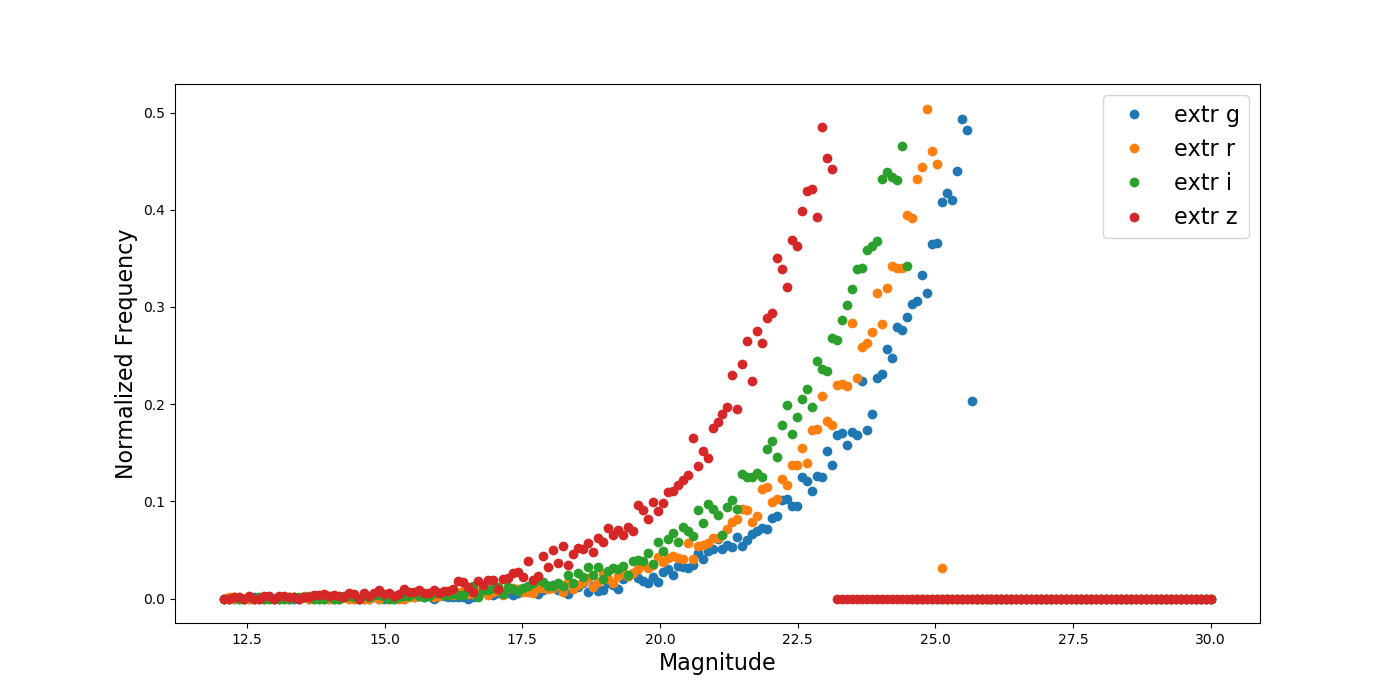 0.5
0.4
0.3
0.2
0.1
0.0
Normalized Frequency
12.5 15.0 17.5 20.0 22.5 25.0 27.5 30.0
Magnitude
extr g
extr r
extr i
extr z